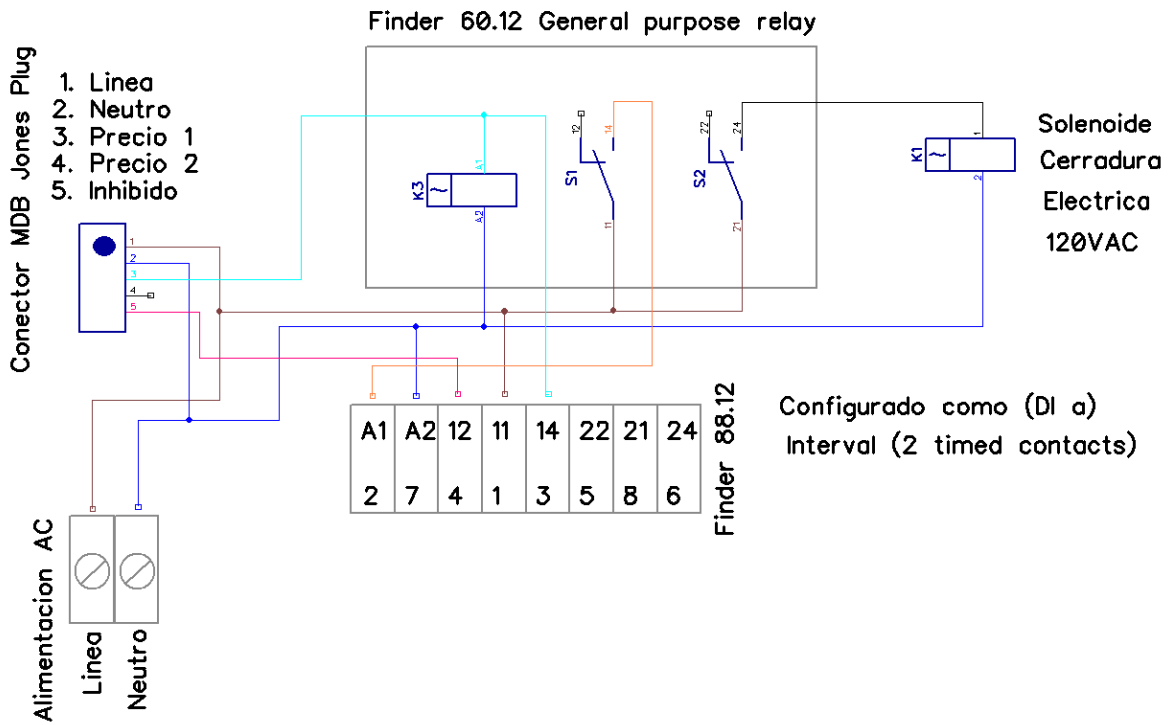 Finder 60.12 General purpose relay
Conector MDB Jones Plug
1. Linea
2. Neutro
3. Precio 1
4. Precio 2
5. Inhibido
1
2
3
4
5
K3
~
A1
A2
12
14
S1
11
22
24
S2
21
K1
~
1
2
Solenoide
Cerradura
Electrica
120VAC
A1 A2 12 11 14 22 21 24
2 7 4 1 3 5 8 6
Finder 88.12
Configurado como (DI a)
Interval (2 timed contacts)
Alimentacion AC
Linea
Neutro